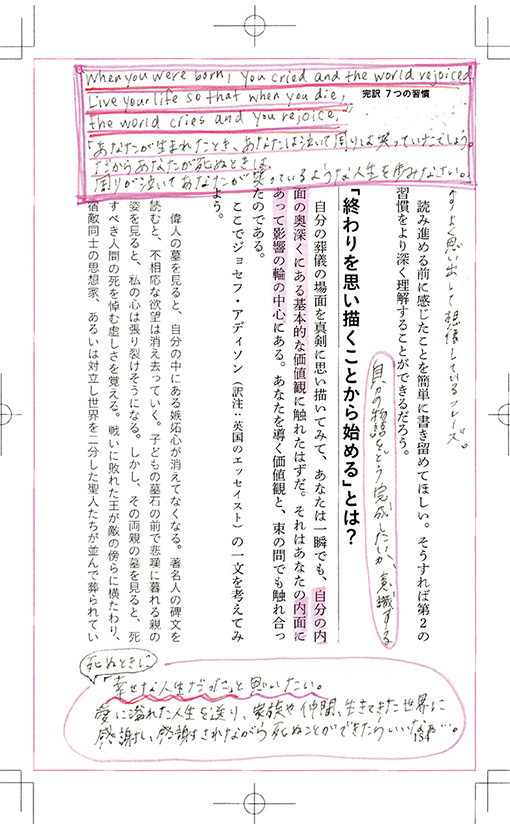 When you were born, you cried and the world rejoiced
Live your life so that when you die,
the world cries and you rejoice.
「あなたが生まれたとき、あなたは泣いて周りは笑っていたでしょう。
だからあなたが死ぬときは、
周りが泣いてあなたが笑っているような人生を歩みなさい。」
完訳 7つの習慣
すよく思い出して想像しているフレーズ。
読み進める前に感じたことを簡単に書き留めてほしい。そうすれば第2の
習慣をより深く理解することができるだろう。
自分の物語をどう完成したいか、意識する
「終わりを思い描くことから始める」とは?
自分の葬儀の場面を真剣に思い描いてみて、あなたは一瞬でも、自分の内
面の奥深くにある基本的な価値観に触れたはずだ。それはあなたの内面に
あって影響の輪の中心にある。あなたを導く価値観と、束の間でも触れ合っ
たのである。
ここでジョセフ・アディソン(訳注:英国のエッセイスト)の一文を考えてみ
よう。
偉人の墓を見ると、自分の中にある嫉妬心が消えてなくなる。著名人の碑文を
読むと、不相応な欲望は消え去っていく。子どもの墓石の前で悲嘆に暮れる親の
姿を見ると、私の心は張り裂けそうになる。しかし、その両親の墓を見ると、死
すべき人間の死を悼む虚しさを覚える。戦いに敗れた王が敵の傍らに横たわり、
宿敵同士の思想家、あるいは対立し世界を二分した聖人たちが並んで葬られてい
死ぬときに
「幸せな人生だった」と思いたい。
愛に溢れた人生を送り、家族や仲間、生きてきた世界に
感謝し、感謝されながら死ぬことができたらいいなぁ…。
154